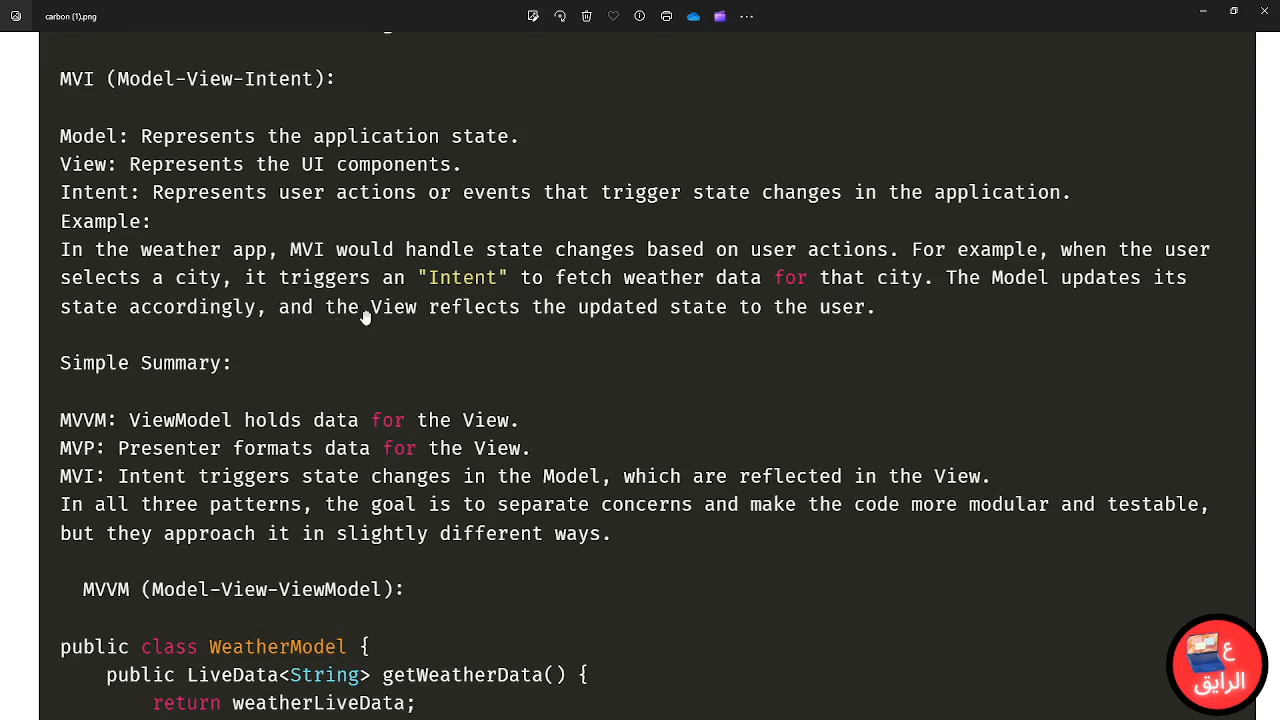 carbon (1).png
MVI (Model-View-Intent):
Model: Represents the application state.
View: Represents the UI components.
Intent: Represents user actions or events that trigger state changes in the application.
Example:
In the weather app, MVI would handle state changes based on user actions. For example, when the user
selects a city, it triggers an "Intent" to fetch weather data for that city. The Model updates its
state accordingly, and the View reflects the updated state to the user.
Simple Summary:
MVVM: ViewModel holds data for the View.
MVP: Presenter formats data for the View.
MVI: Intent triggers state changes in the Model, which are reflected in the View.
In all three patterns, the goal is to separate concerns and make the code more modular and testable,
but they approach it in slightly different ways.
MVVM (Model-View-ViewModel):
public class WeatherModel {
public LiveData<String> getWeatherData() {
return weatherLiveData;
ع
الرايق